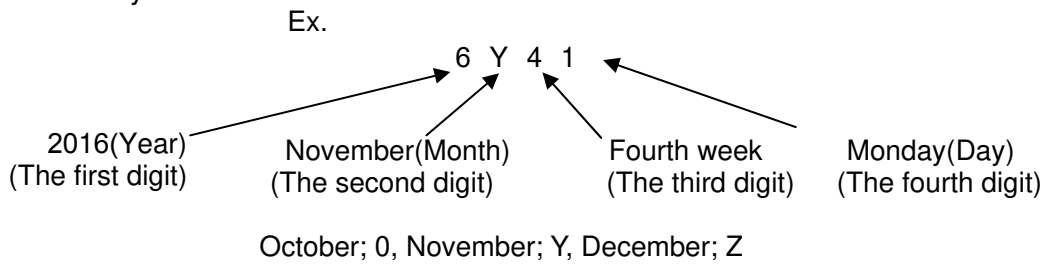 Ex.
6 Y 4 1
2016(Year) November(Month) Fourth week Monday(Day)
(The first digit) (The second digit) (The third digit) (The fourth digit)
October; 0, November; Y, December; Z